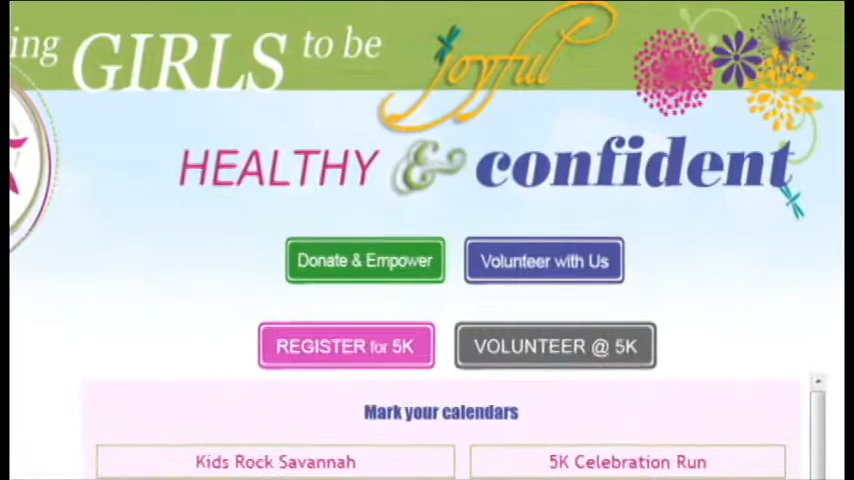 ing GIRLS to be joyful
HEALTHY & confident
Donate & Empower
Volunteer with Us
REGISTER for 5K
VOLUNTEER @ 5K
Mark your calendars
Kids Rock Savannah
5K Celebration Run